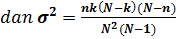 dan σ² = nk(N−k)(N−n) / N²(N−1)